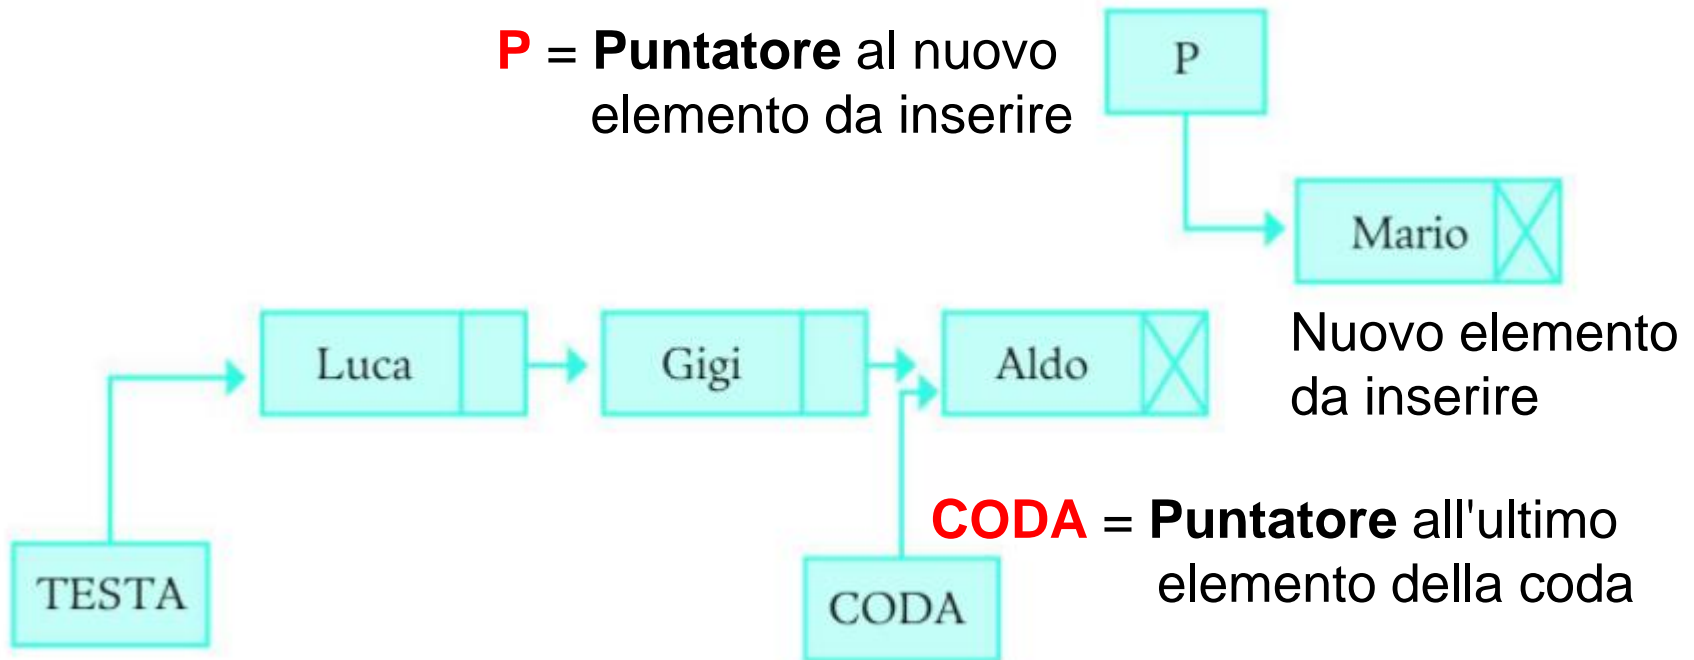 P = Puntatore al nuovo
elemento da inserire
P
Mario
Nuovo elemento
da inserire
Luca
Gigi
Aldo
CODA = Puntatore all'ultimo
elemento della coda
TESTA
CODA